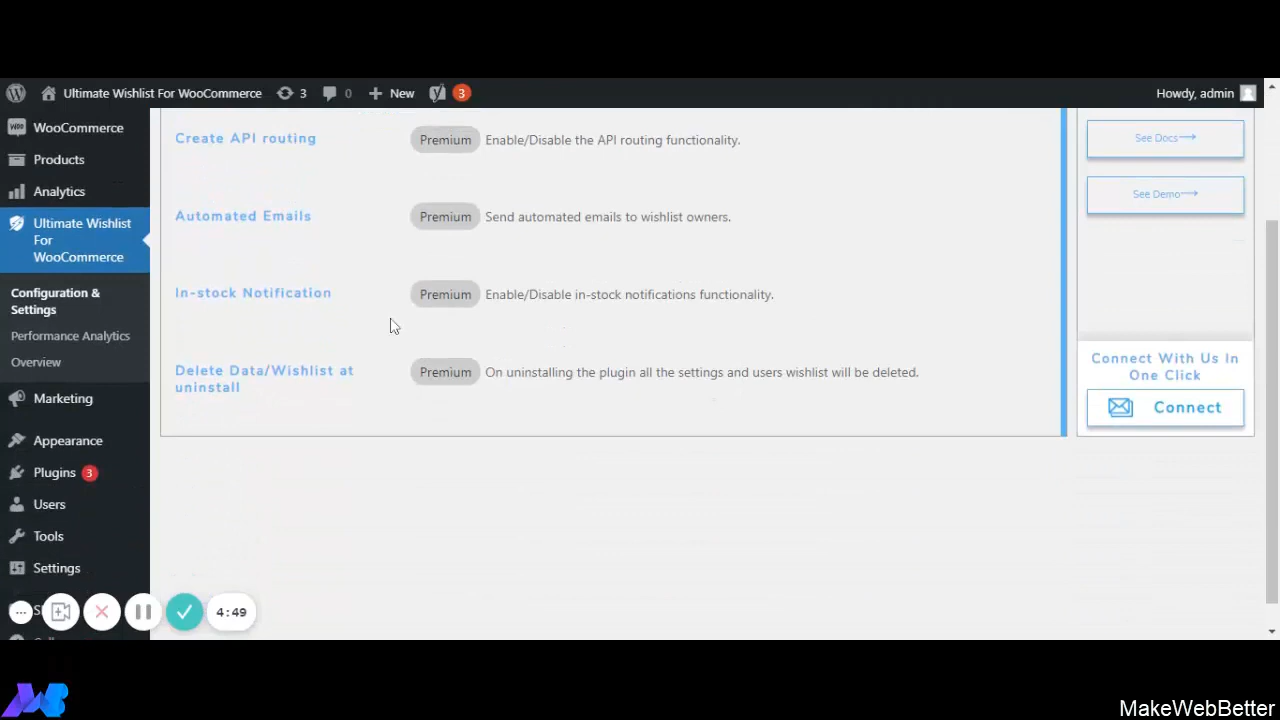 Ultimate Wishlist For WooCommerce 3 0 New 3 Howdy, admin
WooCommerce
Products
Analytics
Ultimate Wishlist
For
WooCommerce
Configuration &
Settings
Performance Analytics
Overview
Marketing
Appearance
Plugins 3
Users
Tools
Settings
Create API routing Premium Enable/Disable the API routing functionality.
Automated Emails Premium Send automated emails to wishlist owners.
In-stock Notification Premium Enable/Disable in-stock notifications functionality.
Delete Data/Wishlist at
uninstall
Premium On uninstalling the plugin all the settings and users wishlist will be deleted.
See Docs
See Demo
Connect With Us In
One Click
Connect
4:49
MakeWebBetter